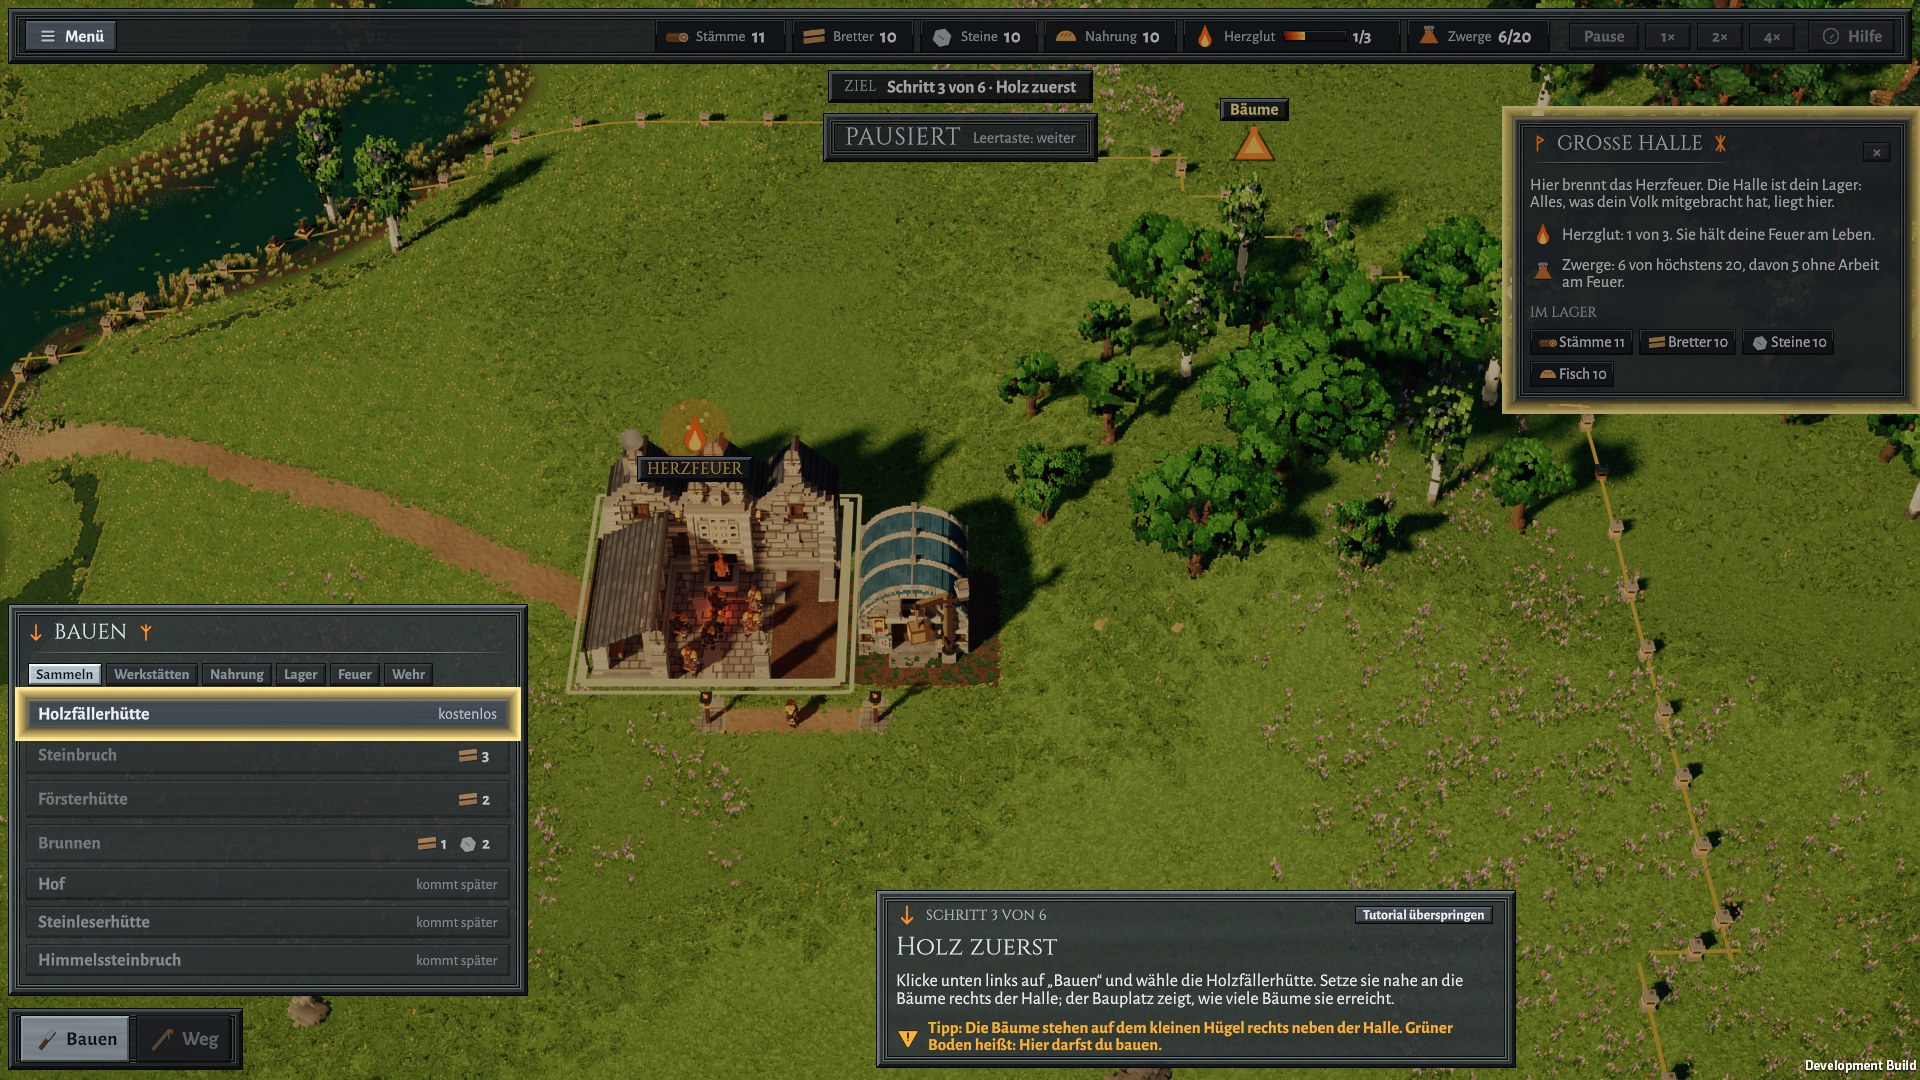 Menü
Stämme 11
Bretter 10
Steine 10
Nahrung 10
Herzglut 1/3
Zwerge 6/20
Pause
1×
2×
4×
Hilfe
ZIEL Schritt 3 von 6 · Holz zuerst
PAUSIERT Leertaste: weiter
Bäume
GROSSE HALLE
×
Hier brennt das Herzfeuer. Die Halle ist dein Lager:
Alles, was dein Volk mitgebracht hat, liegt hier.
Herzglut: 1 von 3. Sie hält deine Feuer am Leben.
Zwerge: 6 von höchstens 20, davon 5 ohne Arbeit
am Feuer.
IM LAGER
Stämme 11
Bretter 10
Steine 10
Fisch 10
HERZFEUER
BAUEN
Sammeln
Werkstätten
Nahrung
Lager
Feuer
Wehr
Holzfällerhütte kostenlos
Steinbruch 3
Försterhütte 2
Brunnen 1 2
Hof kommt später
Steinleserhütte kommt später
Himmelssteinbruch kommt später
Bauen
Weg
SCHRITT 3 VON 6
Tutorial überspringen
HOLZ ZUERST
Klicke unten links auf „Bauen“ und wähle die Holzfällerhütte. Setze sie nahe an die
Bäume rechts der Halle; der Bauplatz zeigt, wie viele Bäume sie erreicht.
Tipp: Die Bäume stehen auf dem kleinen Hügel rechts neben der Halle. Grüner
Boden heißt: Hier darfst du bauen.
Development Build